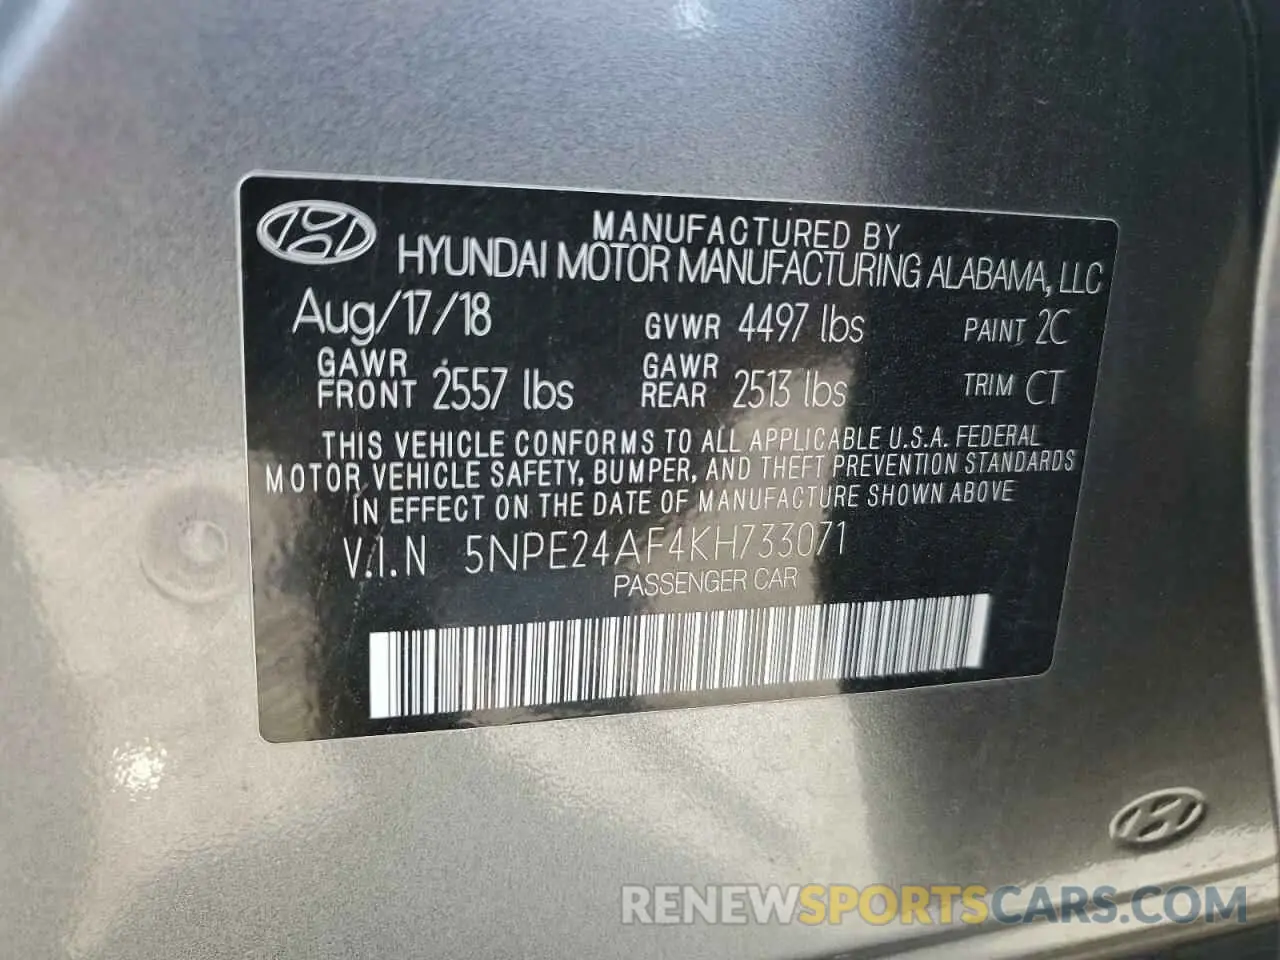 MANUFACTURED BY
HYUNDAI MOTOR MANUFACTURING ALABAMA, LLC
Aug/17/18 GVWR 4497 lbs PAINT 2C
GAWR FRONT 2557 lbs GAWR REAR 2513 lbs TRIM CT
THIS VEHICLE CONFORMS TO ALL APPLICABLE U.S.A. FEDERAL
MOTOR VEHICLE SAFETY, BUMPER, AND THEFT PREVENTION STANDARDS
IN EFFECT ON THE DATE OF MANUFACTURE SHOWN ABOVE
V.I.N 5NPE24AF4KH733071
PASSENGER CAR
RENEWSPORTSCARS.COM